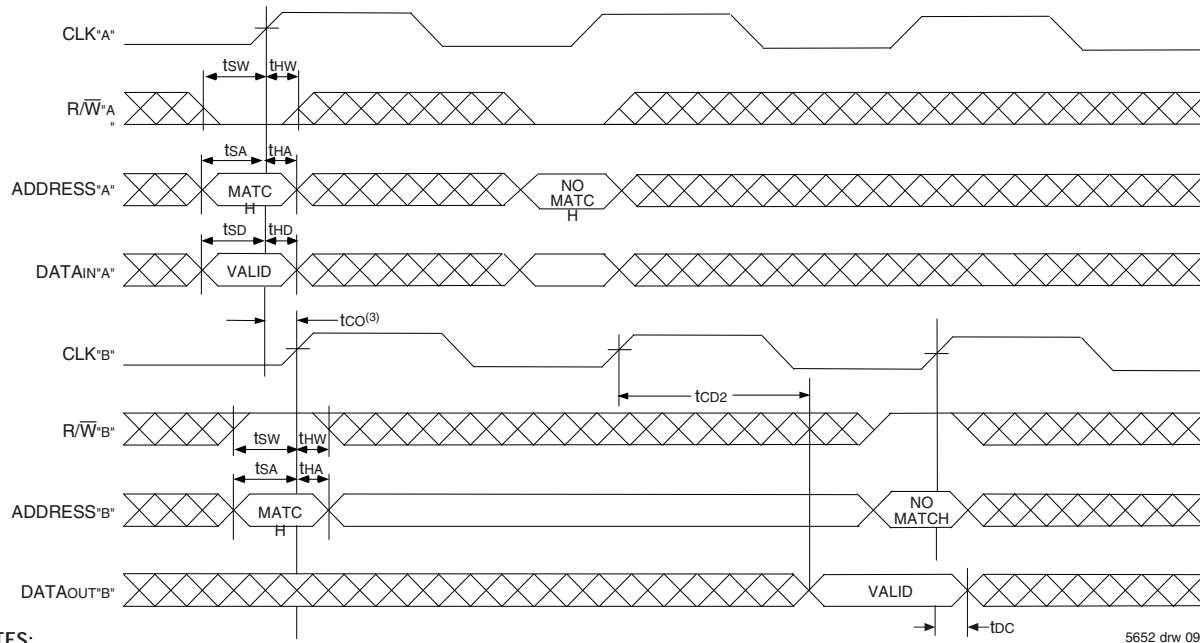 CLK"A"
tSW tHW
R/W"A
"
tSA tHA
ADDRESS"A"
MATC
H
NO
MATC
H
tSD tHD
DATAIN"A"
VALID
tCO(3)
CLK"B"
tCD2
R/W"B"
tSW tHW
tSA tHA
ADDRESS"B"
MATC
H
NO
MATCH
DATAOUT"B"
VALID
tDC
TES:
5652 drw 09